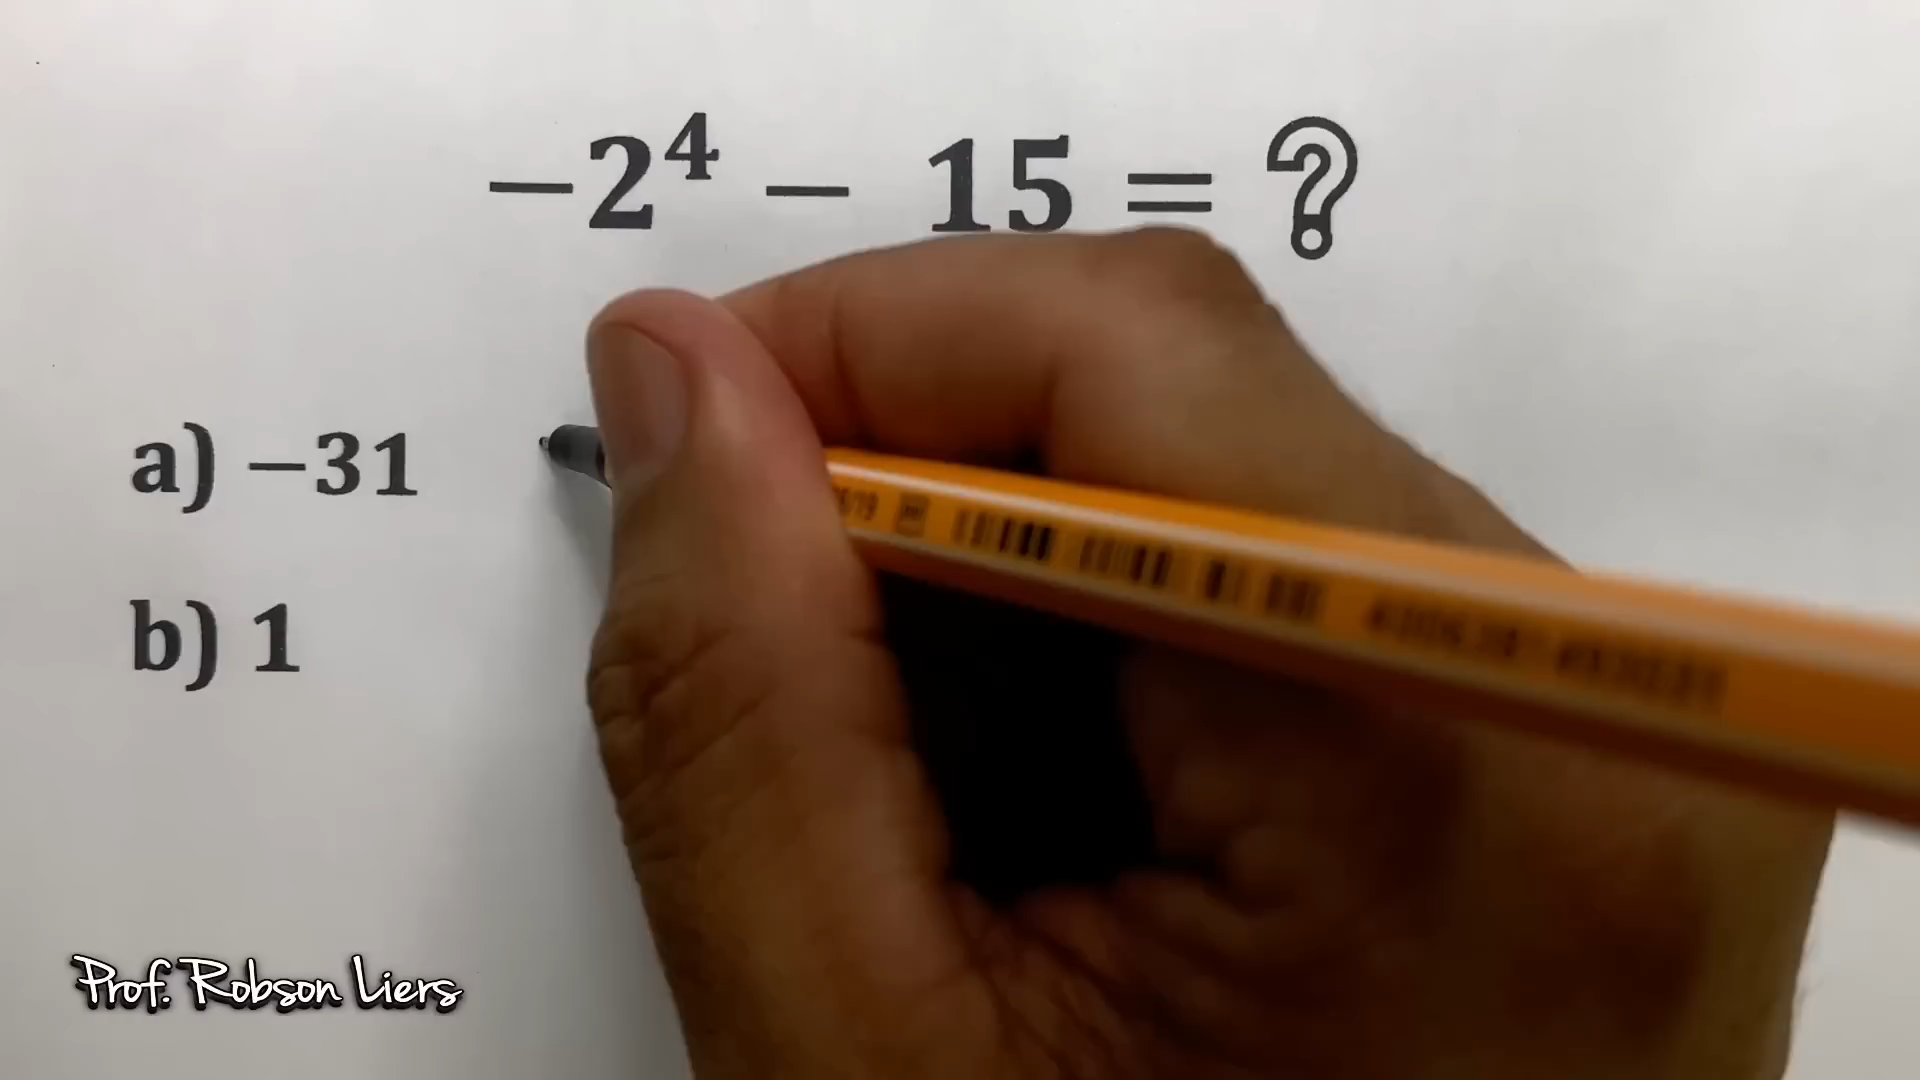 −2⁴ − 15 = ?
a) −31
b) 1
Prof. Robson Liers